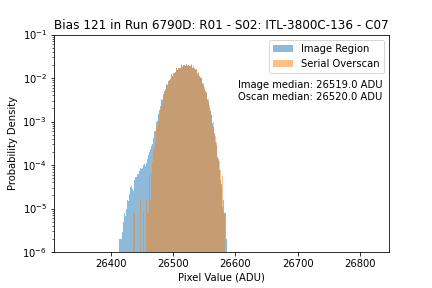 Bias 121 in Run 6790D: R01 - S02: ITL-3800C-136 - C07
Image Region
Serial Overscan
Image median: 26519.0 ADU
Oscan median: 26520.0 ADU
Probability Density
10⁻¹
10⁻²
10⁻³
10⁻⁴
10⁻⁵
10⁻⁶
26400 26500 26600 26700 26800
Pixel Value (ADU)